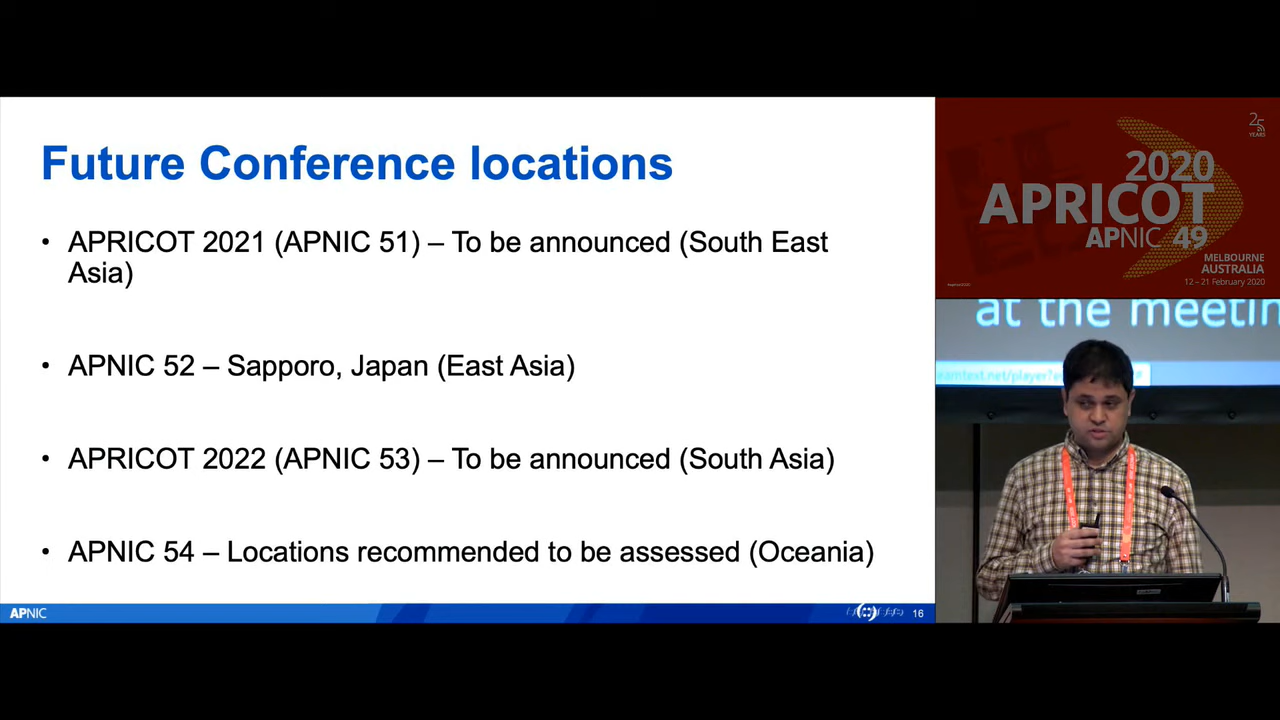 Future Conference locations
• APRICOT 2021 (APNIC 51) – To be announced (South East
Asia)
• APNIC 52 – Sapporo, Japan (East Asia)
• APRICOT 2022 (APNIC 53) – To be announced (South Asia)
• APNIC 54 – Locations recommended to be assessed (Oceania)
APNIC
16
25
YEARS
2020
APRICOT
APNIC 49
MELBOURNE
AUSTRALIA
12 – 21 February 2020
at the meetin